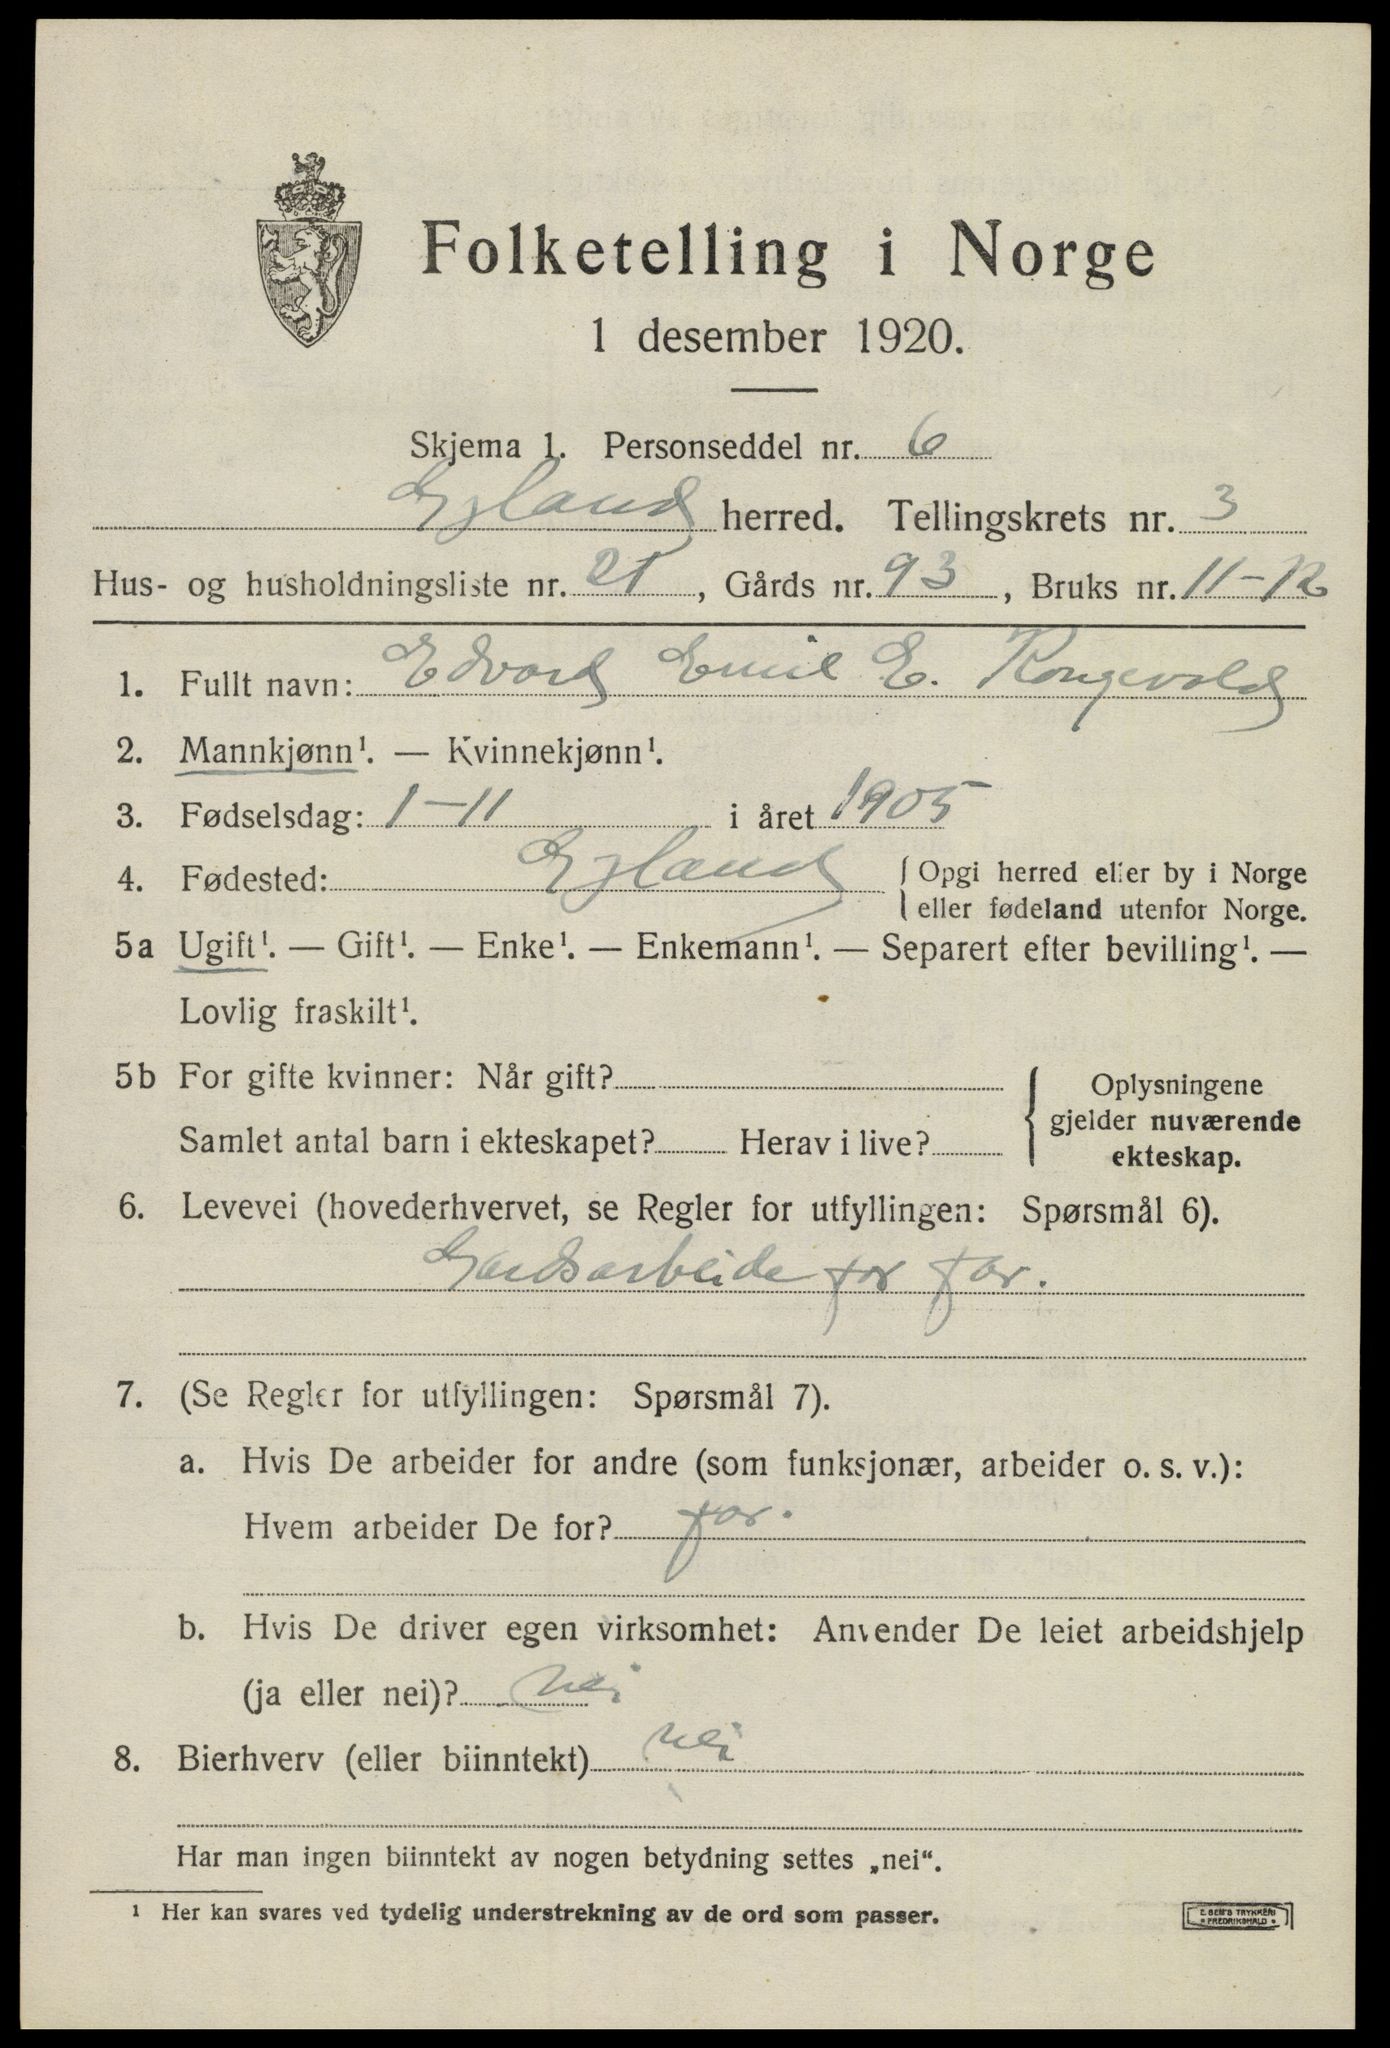 Folketelling i Norge
1 desember 1920.
Skjema 1. Personseddel nr. 6
Gyland herred. Tellingskrets nr. 3
Hus- og husholdningsliste nr. 21, Gårds nr. 93, Bruks nr. 11-12
1. Fullt navn: Edvard Emil E. Rongevold
2. Mannkjønn¹. — Kvinnekjønn¹.
3. Fødselsdag: 1-11 i året 1905
4. Fødested: Gyland { Opgi herred eller by i Norge
eller fødeland utenfor Norge.
5a Ugift¹. — Gift¹. — Enke¹. — Enkemann¹. — Separert efter bevilling¹. —
Lovlig fraskilt¹.
5b For gifte kvinner: Når gift?
Samlet antal barn i ekteskapet? Herav i live?
{ Oplysningene
gjelder nuværende
ekteskap.
6. Levevei (hovederhvervet, se Regler for utfyllingen: Spørsmål 6).
Gardsarbeide for far.
7. (Se Regler for utfyllingen: Spørsmål 7).
a. Hvis De arbeider for andre (som funksjonær, arbeider o. s. v.):
Hvem arbeider De for? far.
b. Hvis De driver egen virksomhet: Anvender De leiet arbeidshjelp
(ja eller nei)? nei
8. Bierhverv (eller biinntekt) nei
Har man ingen biinntekt av nogen betydning settes „nei“.
¹ Her kan svares ved tydelig understrekning av de ord som passer.
E. SEM'S TRYKKERI
• FREDRIKSHALD •